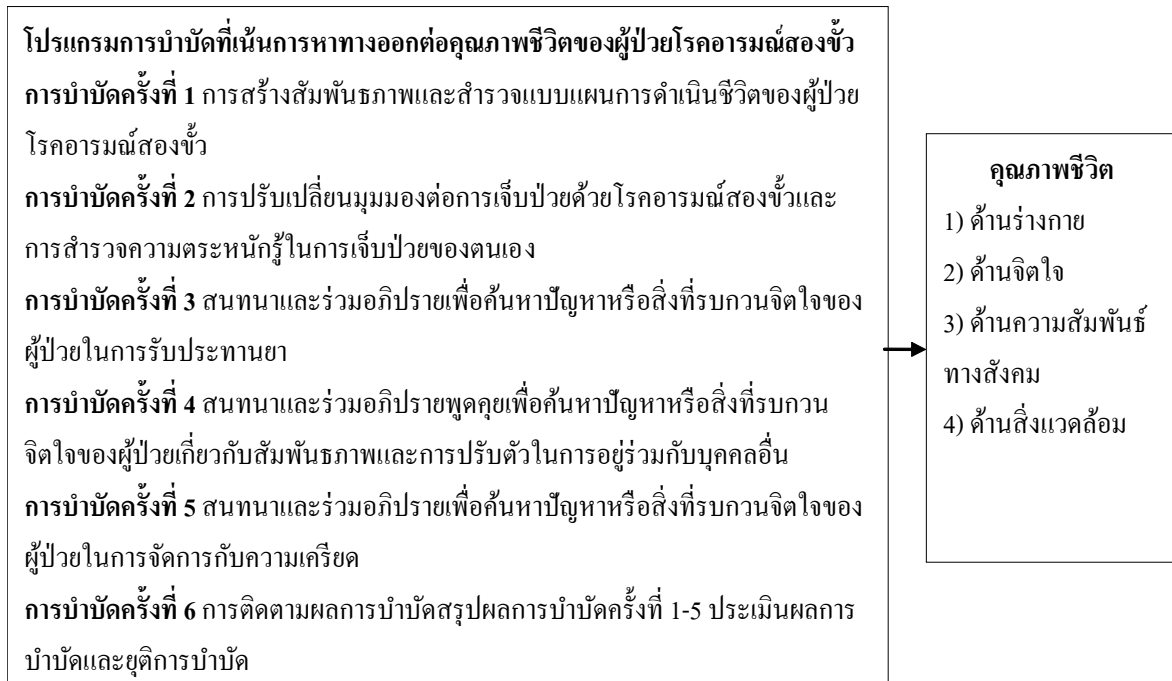 โปรแกรมการบำบัดที่เน้นการหาทางออกต่อคุณภาพชีวิตของผู้ป่วยโรคอารมณ์สองขั้ว
การบำบัดครั้งที่ 1 การสร้างสัมพันธภาพและสำรวจแบบแผนการดำเนินชีวิตของผู้ป่วย
โรคอารมณ์สองขั้ว
การบำบัดครั้งที่ 2 การปรับเปลี่ยนมุมมองต่อการเจ็บป่วยด้วยโรคอารมณ์สองขั้วและ
การสำรวจความตระหนักรู้ในการเจ็บป่วยของตนเอง
การบำบัดครั้งที่ 3 สนทนาและร่วมอภิปรายเพื่อค้นหาปัญหาหรือสิ่งที่รบกวนจิตใจของ
ผู้ป่วยในการรับประทานยา
การบำบัดครั้งที่ 4 สนทนาและร่วมอภิปรายพูดคุยเพื่อค้นหาปัญหาหรือสิ่งที่รบกวน
จิตใจของผู้ป่วยเกี่ยวกับสัมพันธภาพและการปรับตัวในการอยู่ร่วมกับบุคคลอื่น
การบำบัดครั้งที่ 5 สนทนาและร่วมอภิปรายเพื่อค้นหาปัญหาหรือสิ่งที่รบกวนจิตใจของ
ผู้ป่วยในการจัดการกับความเครียด
การบำบัดครั้งที่ 6 การติดตามผลการบำบัดสรุปผลการบำบัดครั้งที่ 1-5 ประเมินผลการ
บำบัดและยุติการบำบัด
คุณภาพชีวิต
1) ด้านร่างกาย
2) ด้านจิตใจ
3) ด้านความสัมพันธ์
ทางสังคม
4) ด้านสิ่งแวดล้อม